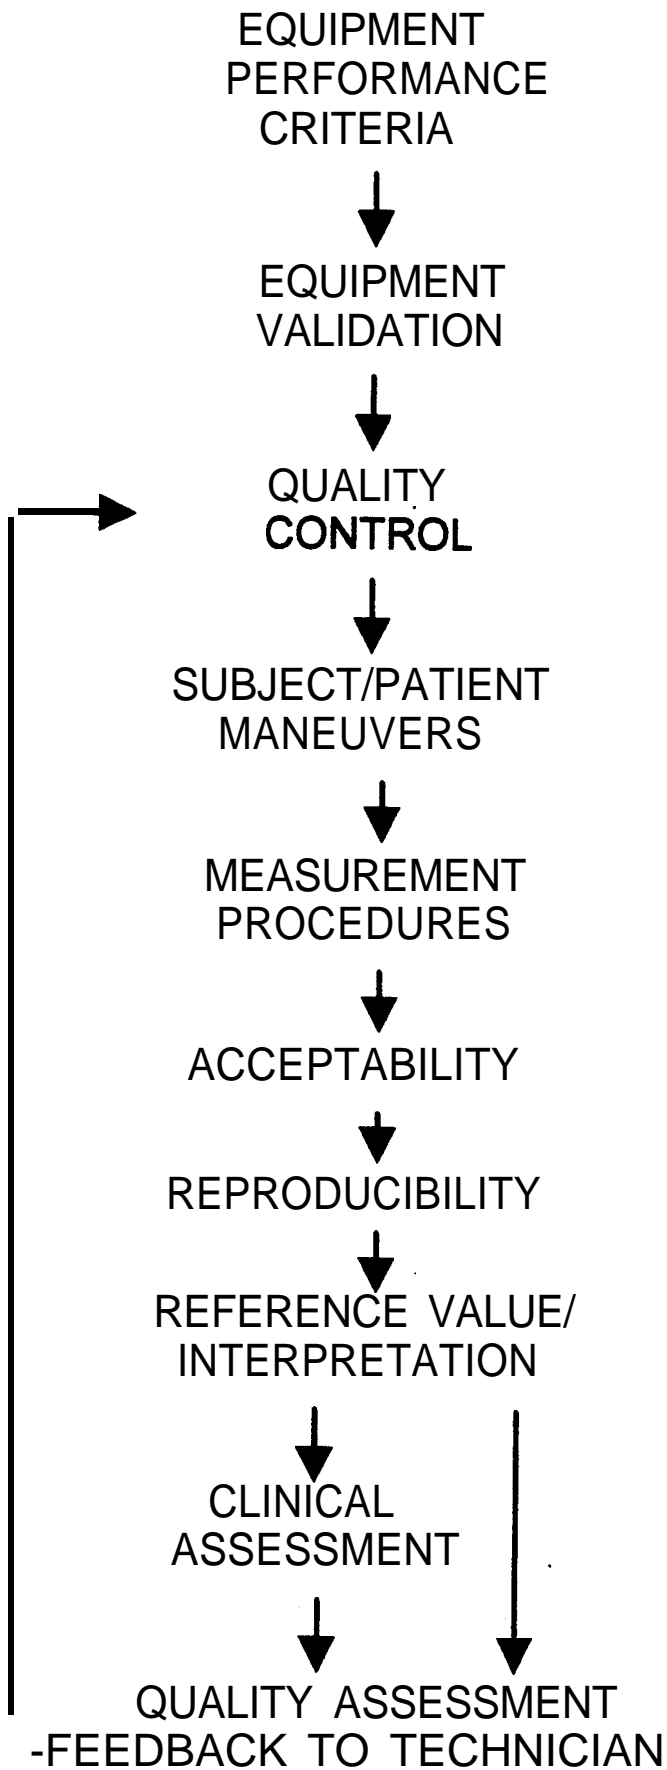 EQUIPMENT
PERFORMANCE
CRITERIA
EQUIPMENT
VALIDATION
QUALITY
CONTROL
SUBJECT/PATIENT
MANEUVERS
MEASUREMENT
PROCEDURES
ACCEPTABILITY
REPRODUCIBILITY
REFERENCE VALUE/
INTERPRETATION
CLINICAL
ASSESSMENT
QUALITY ASSESSMENT
-FEEDBACK TO TECHNICIAN